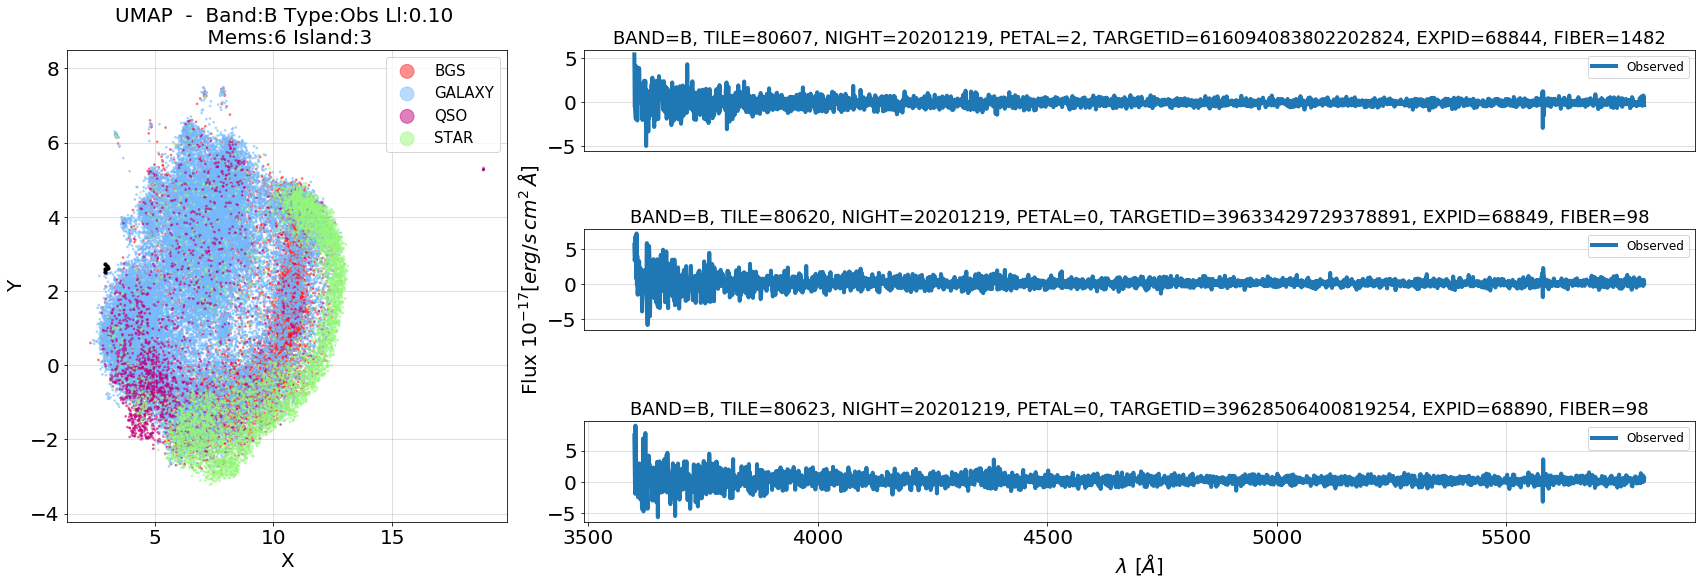 UMAP - Band:B Type:Obs Ll:0.10
Mems:6 Island:3
BGS
GALAXY
QSO
STAR
8
6
4
2
0
−2
−4
Y
5
10
15
X
Flux 10⁻¹⁷[erg/s cm² Å]
BAND=B, TILE=80607, NIGHT=20201219, PETAL=2, TARGETID=616094083802202824, EXPID=68844, FIBER=1482
Observed
5
0
−5
BAND=B, TILE=80620, NIGHT=20201219, PETAL=0, TARGETID=39633429729378891, EXPID=68849, FIBER=98
Observed
5
0
−5
BAND=B, TILE=80623, NIGHT=20201219, PETAL=0, TARGETID=39628506400819254, EXPID=68890, FIBER=98
Observed
5
0
−5
3500
4000
4500
5000
5500
λ [Å]